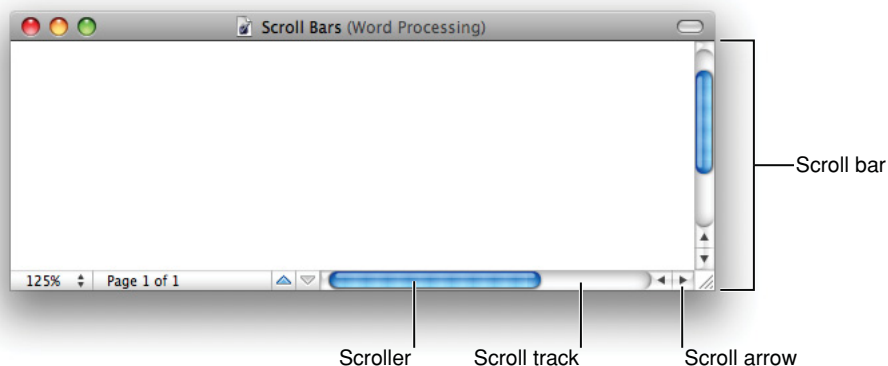 Scroll Bars (Word Processing)
Scroll bar
125% Page 1 of 1
Scroller Scroll track Scroll arrow